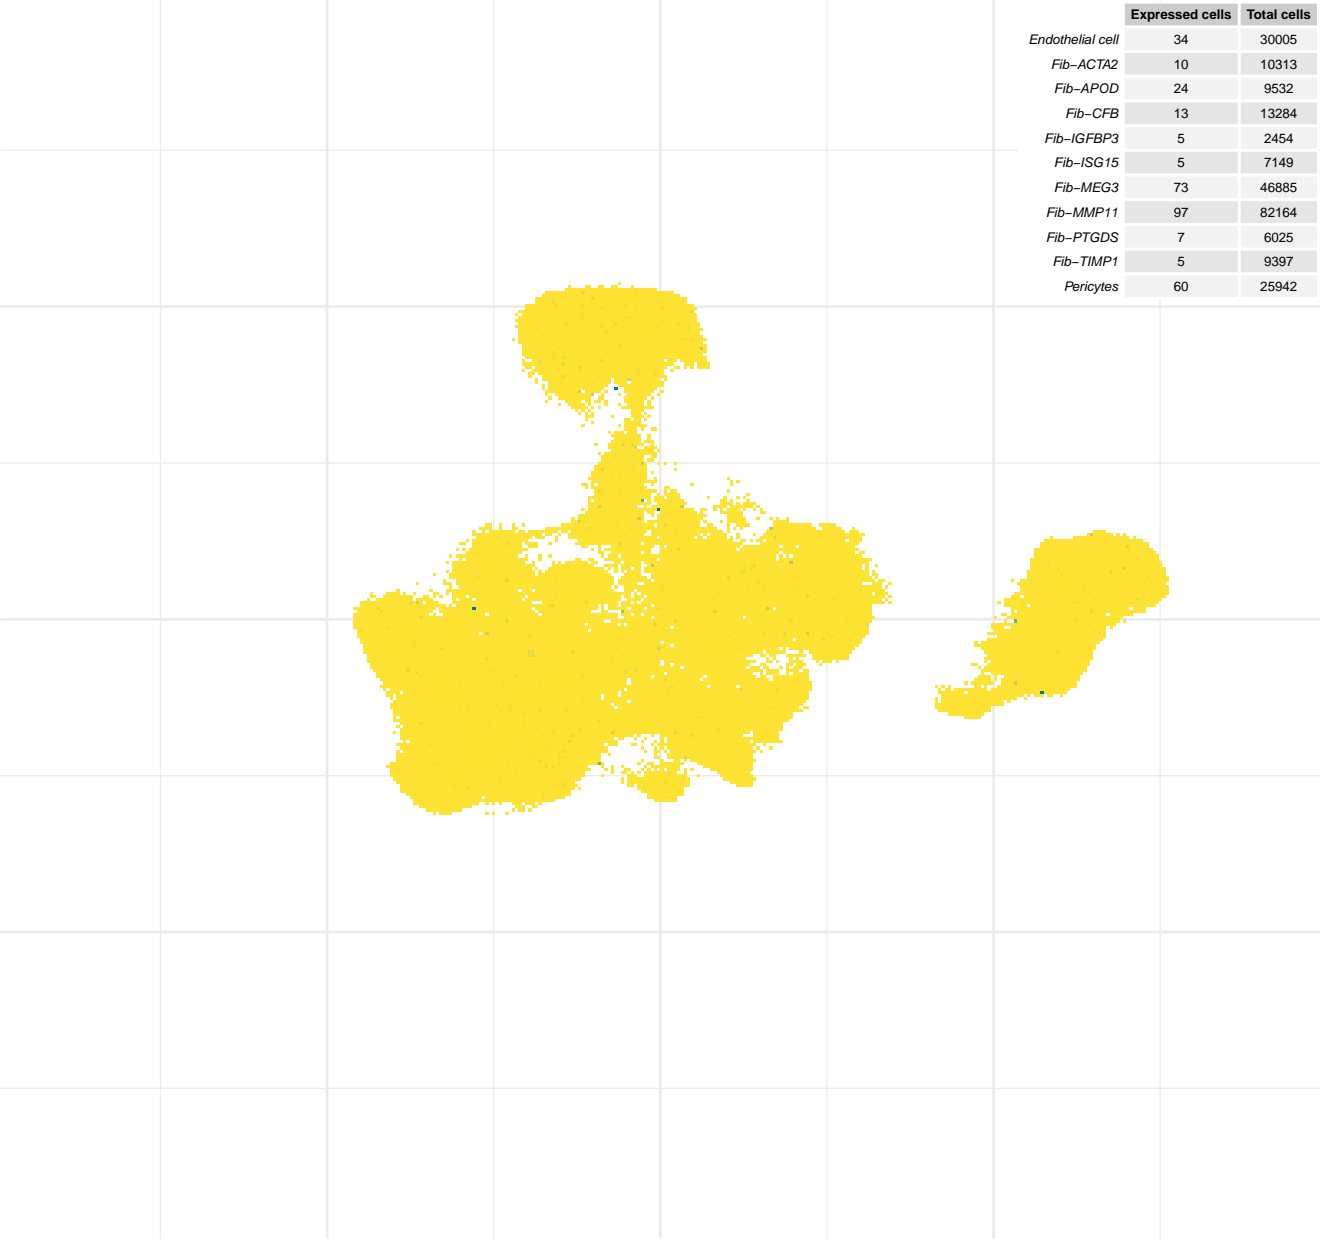 Expressed cells Total cells
Endothelial cell 34 30005
Fib−ACTA2 10 10313
Fib−APOD 24 9532
Fib−CFB 13 13284
Fib−IGFBP3 5 2454
Fib−ISG15 5 7149
Fib−MEG3 73 46885
Fib−MMP11 97 82164
Fib−PTGDS 7 6025
Fib−TIMP1 5 9397
Pericytes 60 25942